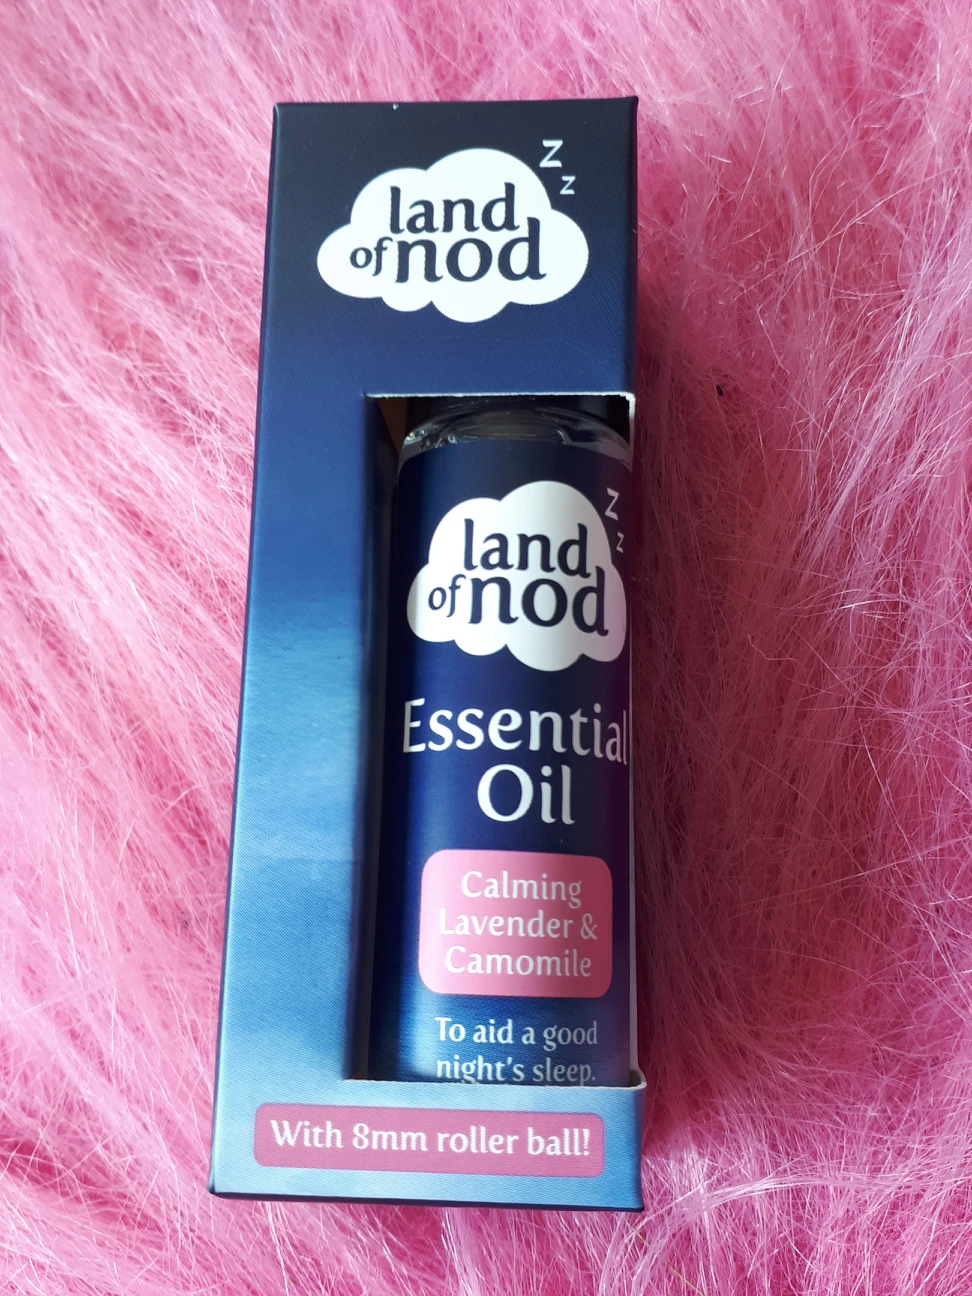 z
z
land
of nod
z
z
land
of nod
Essential
Oil
Calming
Lavender &
Camomile
To aid a good
night's sleep.
With 8mm roller ball!